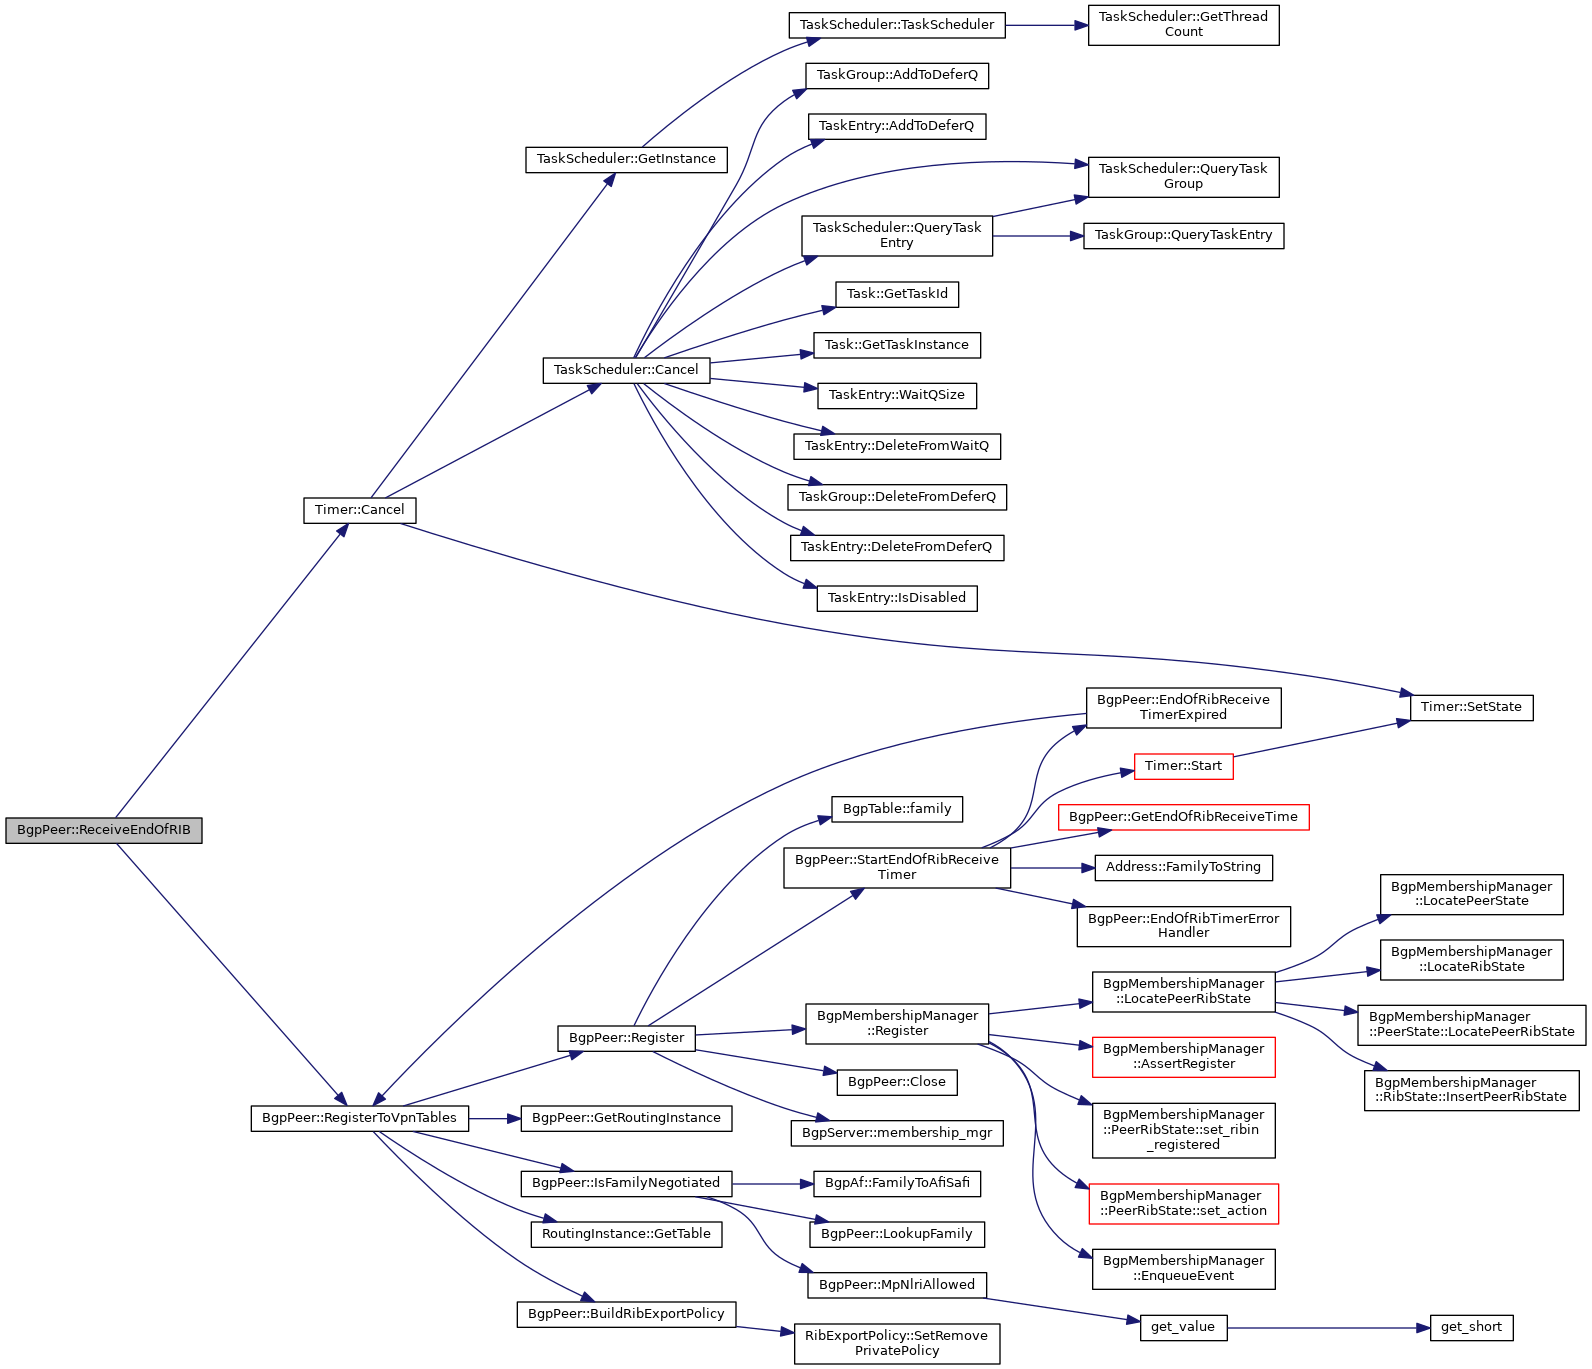 TaskScheduler::TaskScheduler
TaskScheduler::GetThread
Count
TaskGroup::AddToDeferQ
TaskEntry::AddToDeferQ
TaskScheduler::GetInstance
TaskScheduler::QueryTask
Group
TaskScheduler::QueryTask
Entry
TaskGroup::QueryTaskEntry
Task::GetTaskId
Task::GetTaskInstance
TaskScheduler::Cancel
TaskEntry::WaitQSize
TaskEntry::DeleteFromWaitQ
TaskGroup::DeleteFromDeferQ
Timer::Cancel
TaskEntry::DeleteFromDeferQ
TaskEntry::IsDisabled
BgpPeer::EndOfRibReceive
TimerExpired
Timer::SetState
Timer::Start
BgpTable::family
BgpPeer::GetEndOfRibReceiveTime
BgpPeer::ReceiveEndOfRIB
BgpPeer::StartEndOfRibReceive
Timer
Address::FamilyToString
BgpMembershipManager
::LocatePeerState
BgpPeer::EndOfRibTimerError
Handler
BgpMembershipManager
::LocateRibState
BgpMembershipManager
::LocatePeerRibState
BgpMembershipManager
::Register
BgpMembershipManager
::PeerState::LocatePeerRibState
BgpPeer::Register
BgpMembershipManager
::AssertRegister
BgpPeer::Close
BgpMembershipManager
::RibState::InsertPeerRibState
BgpPeer::RegisterToVpnTables
BgpPeer::GetRoutingInstance
BgpServer::membership_mgr
BgpMembershipManager
::PeerRibState::set_ribin
_registered
BgpPeer::IsFamilyNegotiated
BgpAf::FamilyToAfiSafi
BgpMembershipManager
::PeerRibState::set_action
RoutingInstance::GetTable
BgpPeer::LookupFamily
BgpMembershipManager
::EnqueueEvent
BgpPeer::MpNlriAllowed
BgpPeer::BuildRibExportPolicy
get_value
get_short
RibExportPolicy::SetRemove
PrivatePolicy